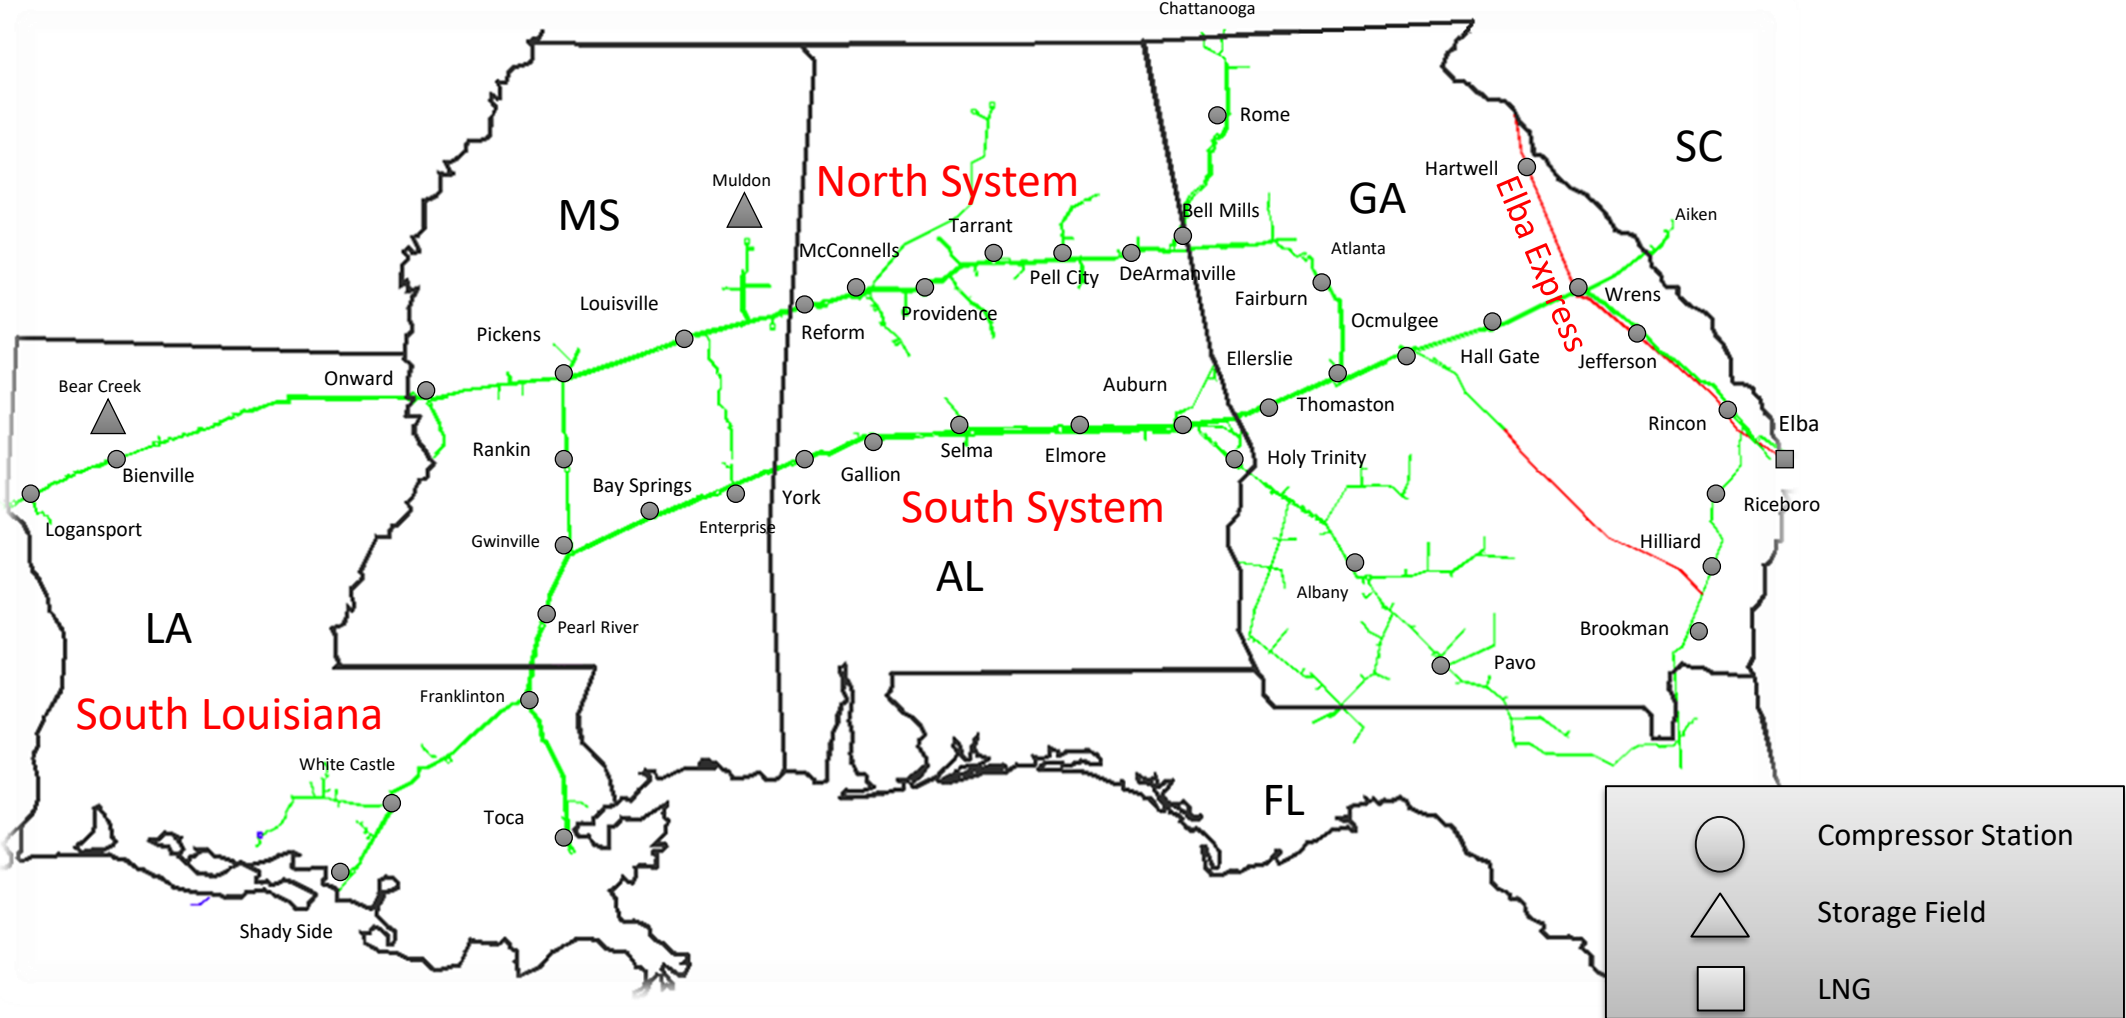 Chattanooga
Rome
SC
Hartwell
North System
Muldon
MS
GA
Bell Mills
Aiken
Tarrant
Elba Express
McConnells
Atlanta
Pell City
DeArmanville
Louisville
Fairburn
Wrens
Providence
Ocmulgee
Pickens
Reform
Hall Gate
Ellerslie
Jefferson
Onward
Auburn
Bear Creek
Thomaston
Rincon
Elba
Rankin
Selma
Elmore
Holy Trinity
Bienville
Gallion
Bay Springs
York
South System
Riceboro
Logansport
Enterprise
Gwinville
Hilliard
AL
Albany
LA
Pearl River
Brookman
Pavo
Franklinton
South Louisiana
White Castle
FL
Toca
Shady Side
Compressor Station
Storage Field
LNG